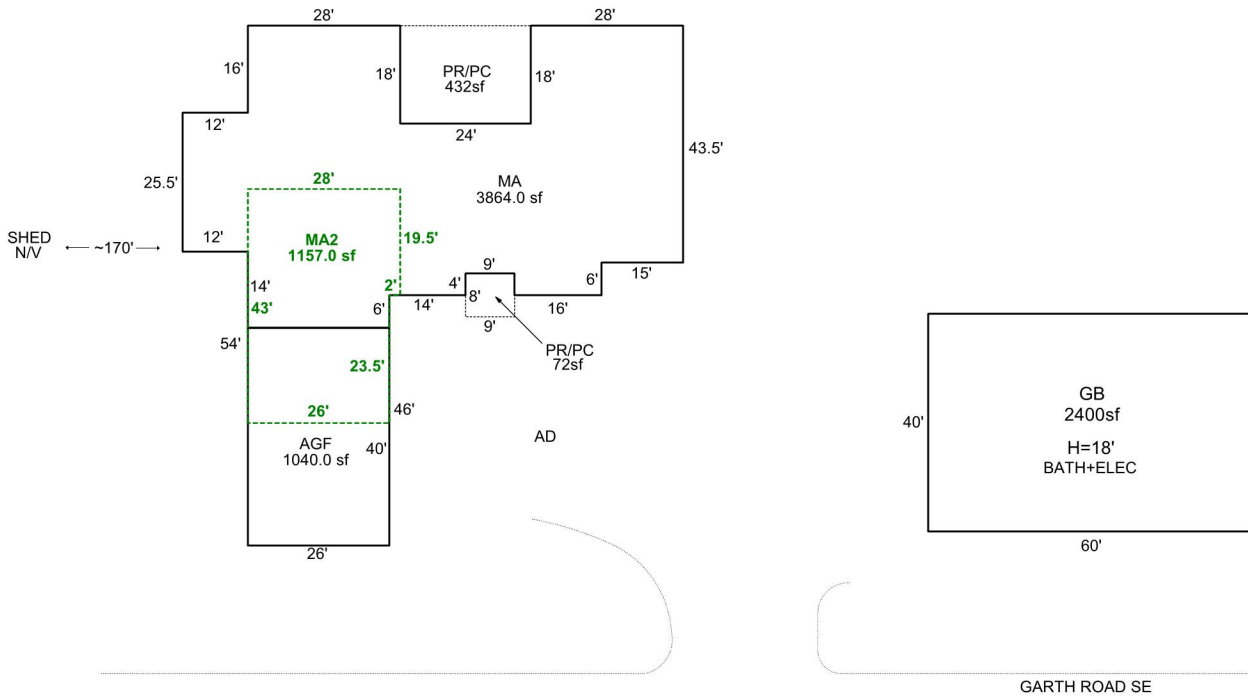 28'
28'
16'
18'
PR/PC
432sf
18'
12'
24'
43.5'
25.5'
28'
MA
3864.0 sf
SHED
N/V
~170'
12'
MA2
1157.0 sf
19.5'
9'
6'
15'
14'
2'
4'
8'
43'
6'
14'
16'
9'
54'
23.5'
PR/PC
72sf
26'
46'
AGF
1040.0 sf
40'
AD
26'
GB
2400sf
40'
H=18'
BATH+ELEC
60'
GARTH ROAD SE